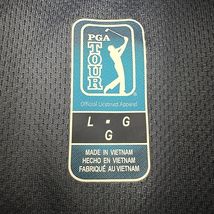 PGA
TOUR
Official Licensed Apparel
L - G
G
MADE IN VIETNAM
HECHO EN VIETNAM
FABRIQUÉ AU VIETNAM